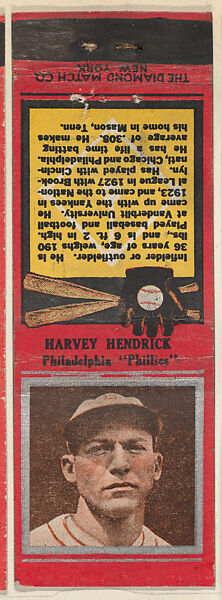 HARVEY HENDRICK
Philadelphia "Phillies"
Infielder or outfielder. He is
36 years of age, weighs 190
lbs., and is 6 ft. 2 in. high.
Played baseball and football
at Vanderbilt University. He
came up with the Yankees
1923, and came to the Nation-
al League in 1927 with Brook-
lyn. Has played with Cincin-
nati, and Chicago Philadelphia.
He has a life time batting
average of .308. He makes
his home in Mason, Tenn.
THE DIAMOND MATCH CO.
NEW YORK